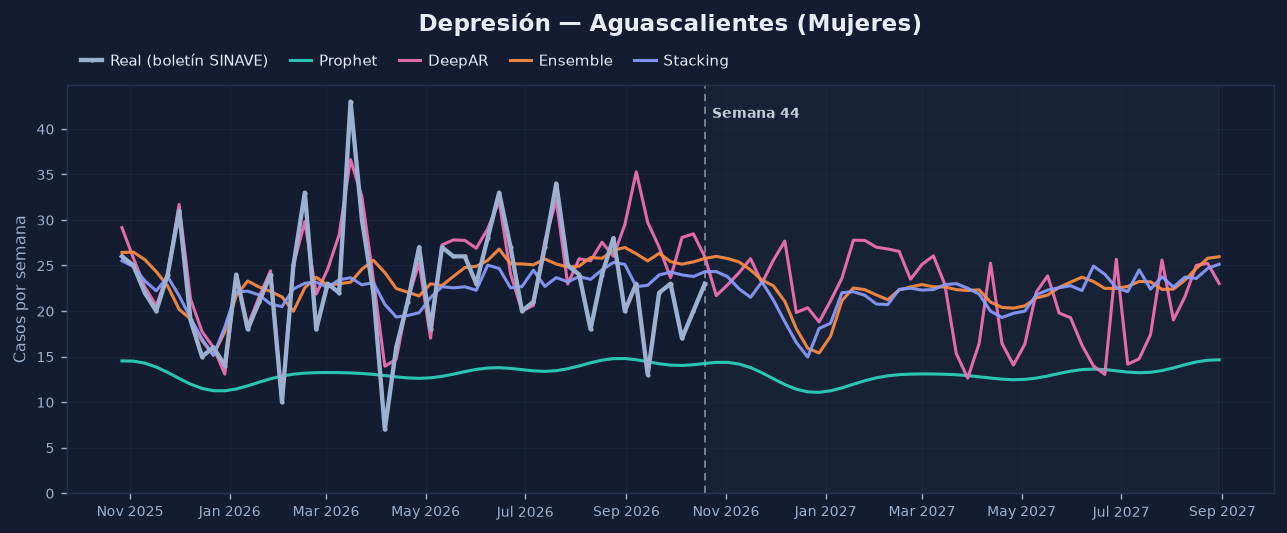 Depresión — Aguascalientes (Mujeres)
Real (boletín SINAVE) Prophet DeepAR Ensemble Stacking
Semana 44
Casos por semana
40
35
30
25
20
15
10
5
0
Nov 2025 Jan 2026 Mar 2026 May 2026 Jul 2026 Sep 2026 Nov 2026 Jan 2027 Mar 2027 May 2027 Jul 2027 Sep 2027